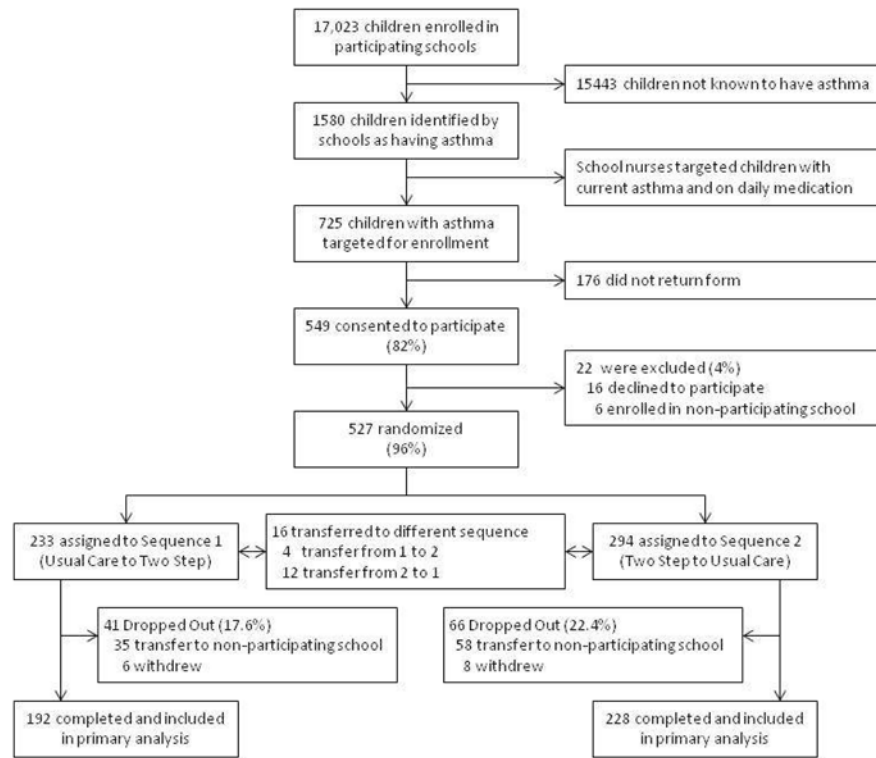 17,023 children enrolled in
participating schools
15443 children not known to have asthma
1580 children identified by
schools as having asthma
School nurses targeted children with
current asthma and on daily medication
725 children with asthma
targeted for enrollment
176 did not return form
549 consented to participate
(82%)
22 were excluded (4%)
16 declined to participate
6 enrolled in non-participating school
527 randomized
(96%)
233 assigned to Sequence 1
(Usual Care to Two Step)
16 transferred to different sequence
4 transfer from 1 to 2
12 transfer from 2 to 1
294 assigned to Sequence 2
(Two Step to Usual Care)
41 Dropped Out (17.6%)
35 transfer to non-participating school
6 withdrew
66 Dropped Out (22.4%)
58 transfer to non-participating school
8 withdrew
192 completed and included
in primary analysis
228 completed and included
in primary analysis